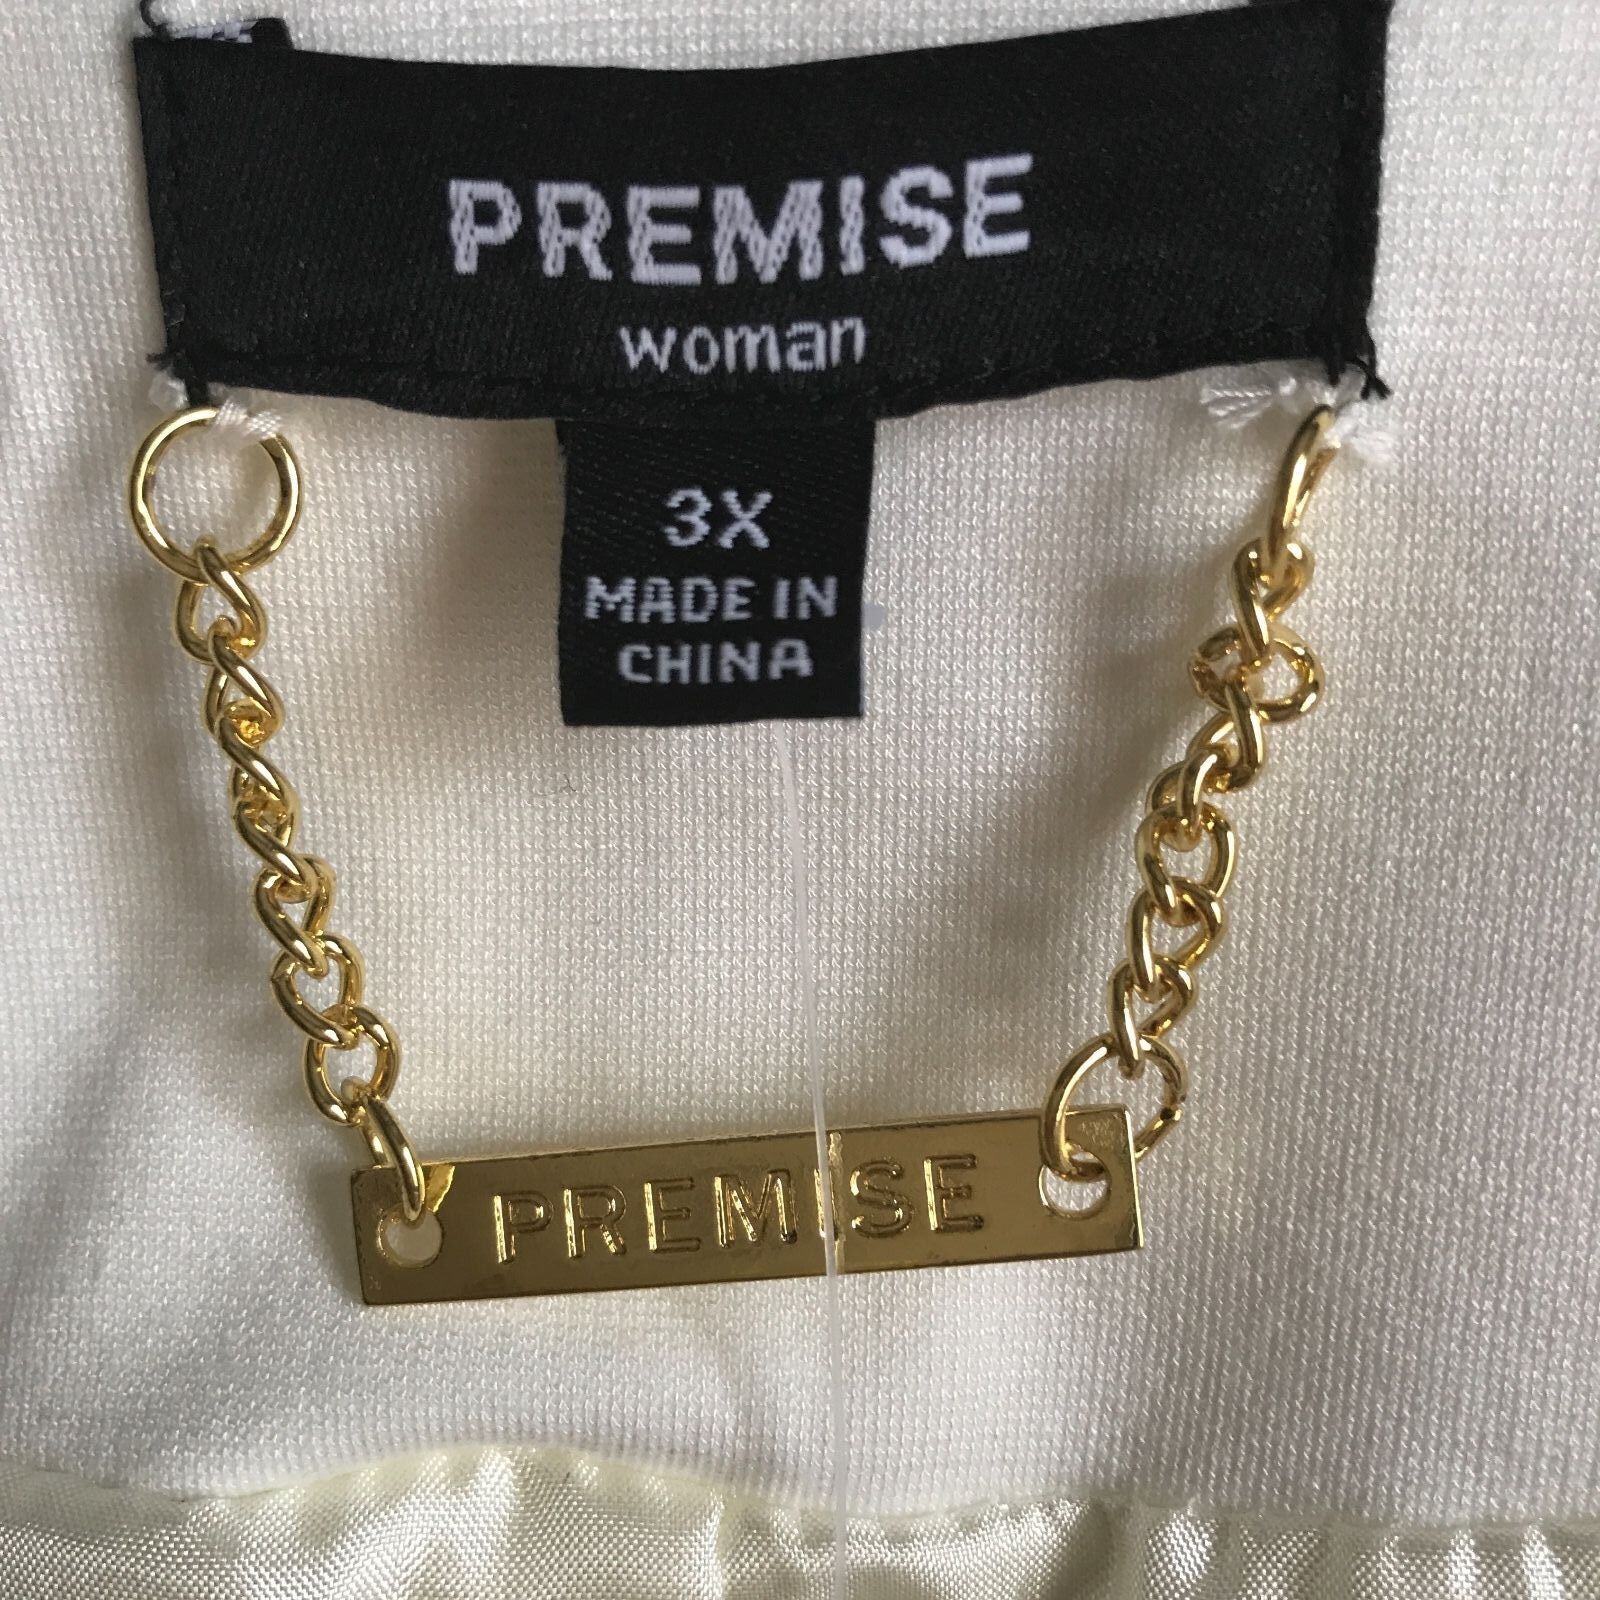 PREMISE
woman
3X
MADE IN
CHINA
PREMISE